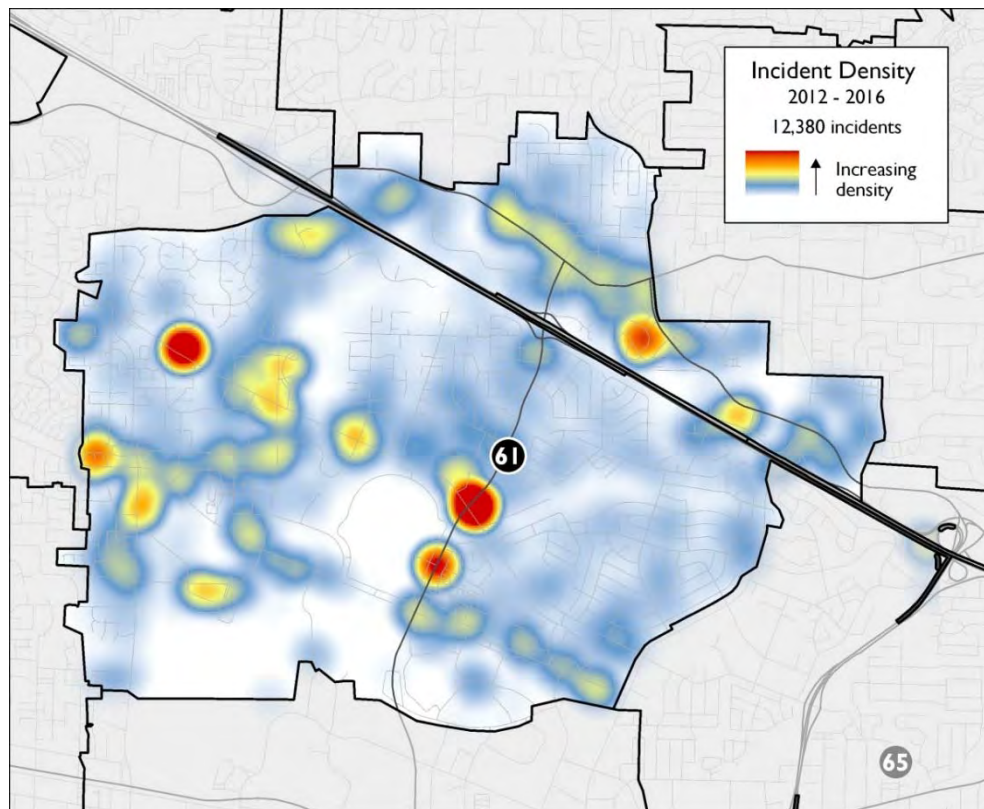 Incident Density
2012 - 2016
12,380 incidents
Increasing
density
61
65